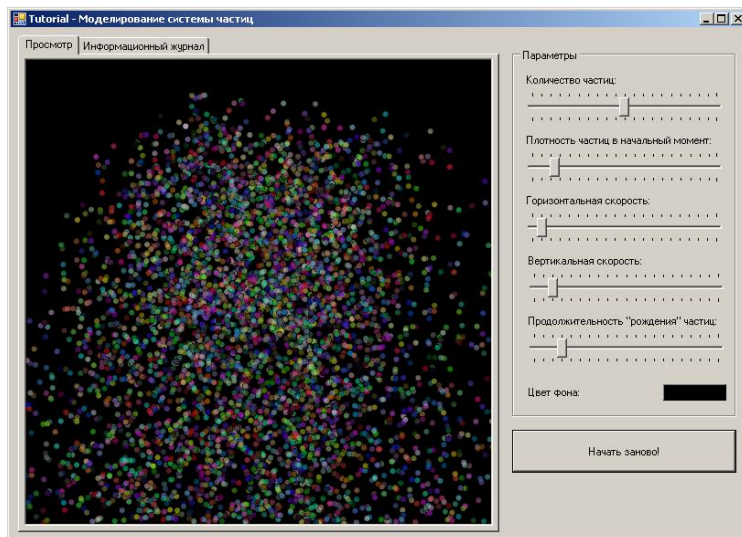 Tutorial - Моделирование системы частиц
Просмотр
Информационный журнал
Параметры
Количество частиц:
Плотность частиц в начальный момент:
Горизонтальная скорость:
Вертикальная скорость:
Продолжительность "рождения" частиц:
Цвет фона:
Начать заново!